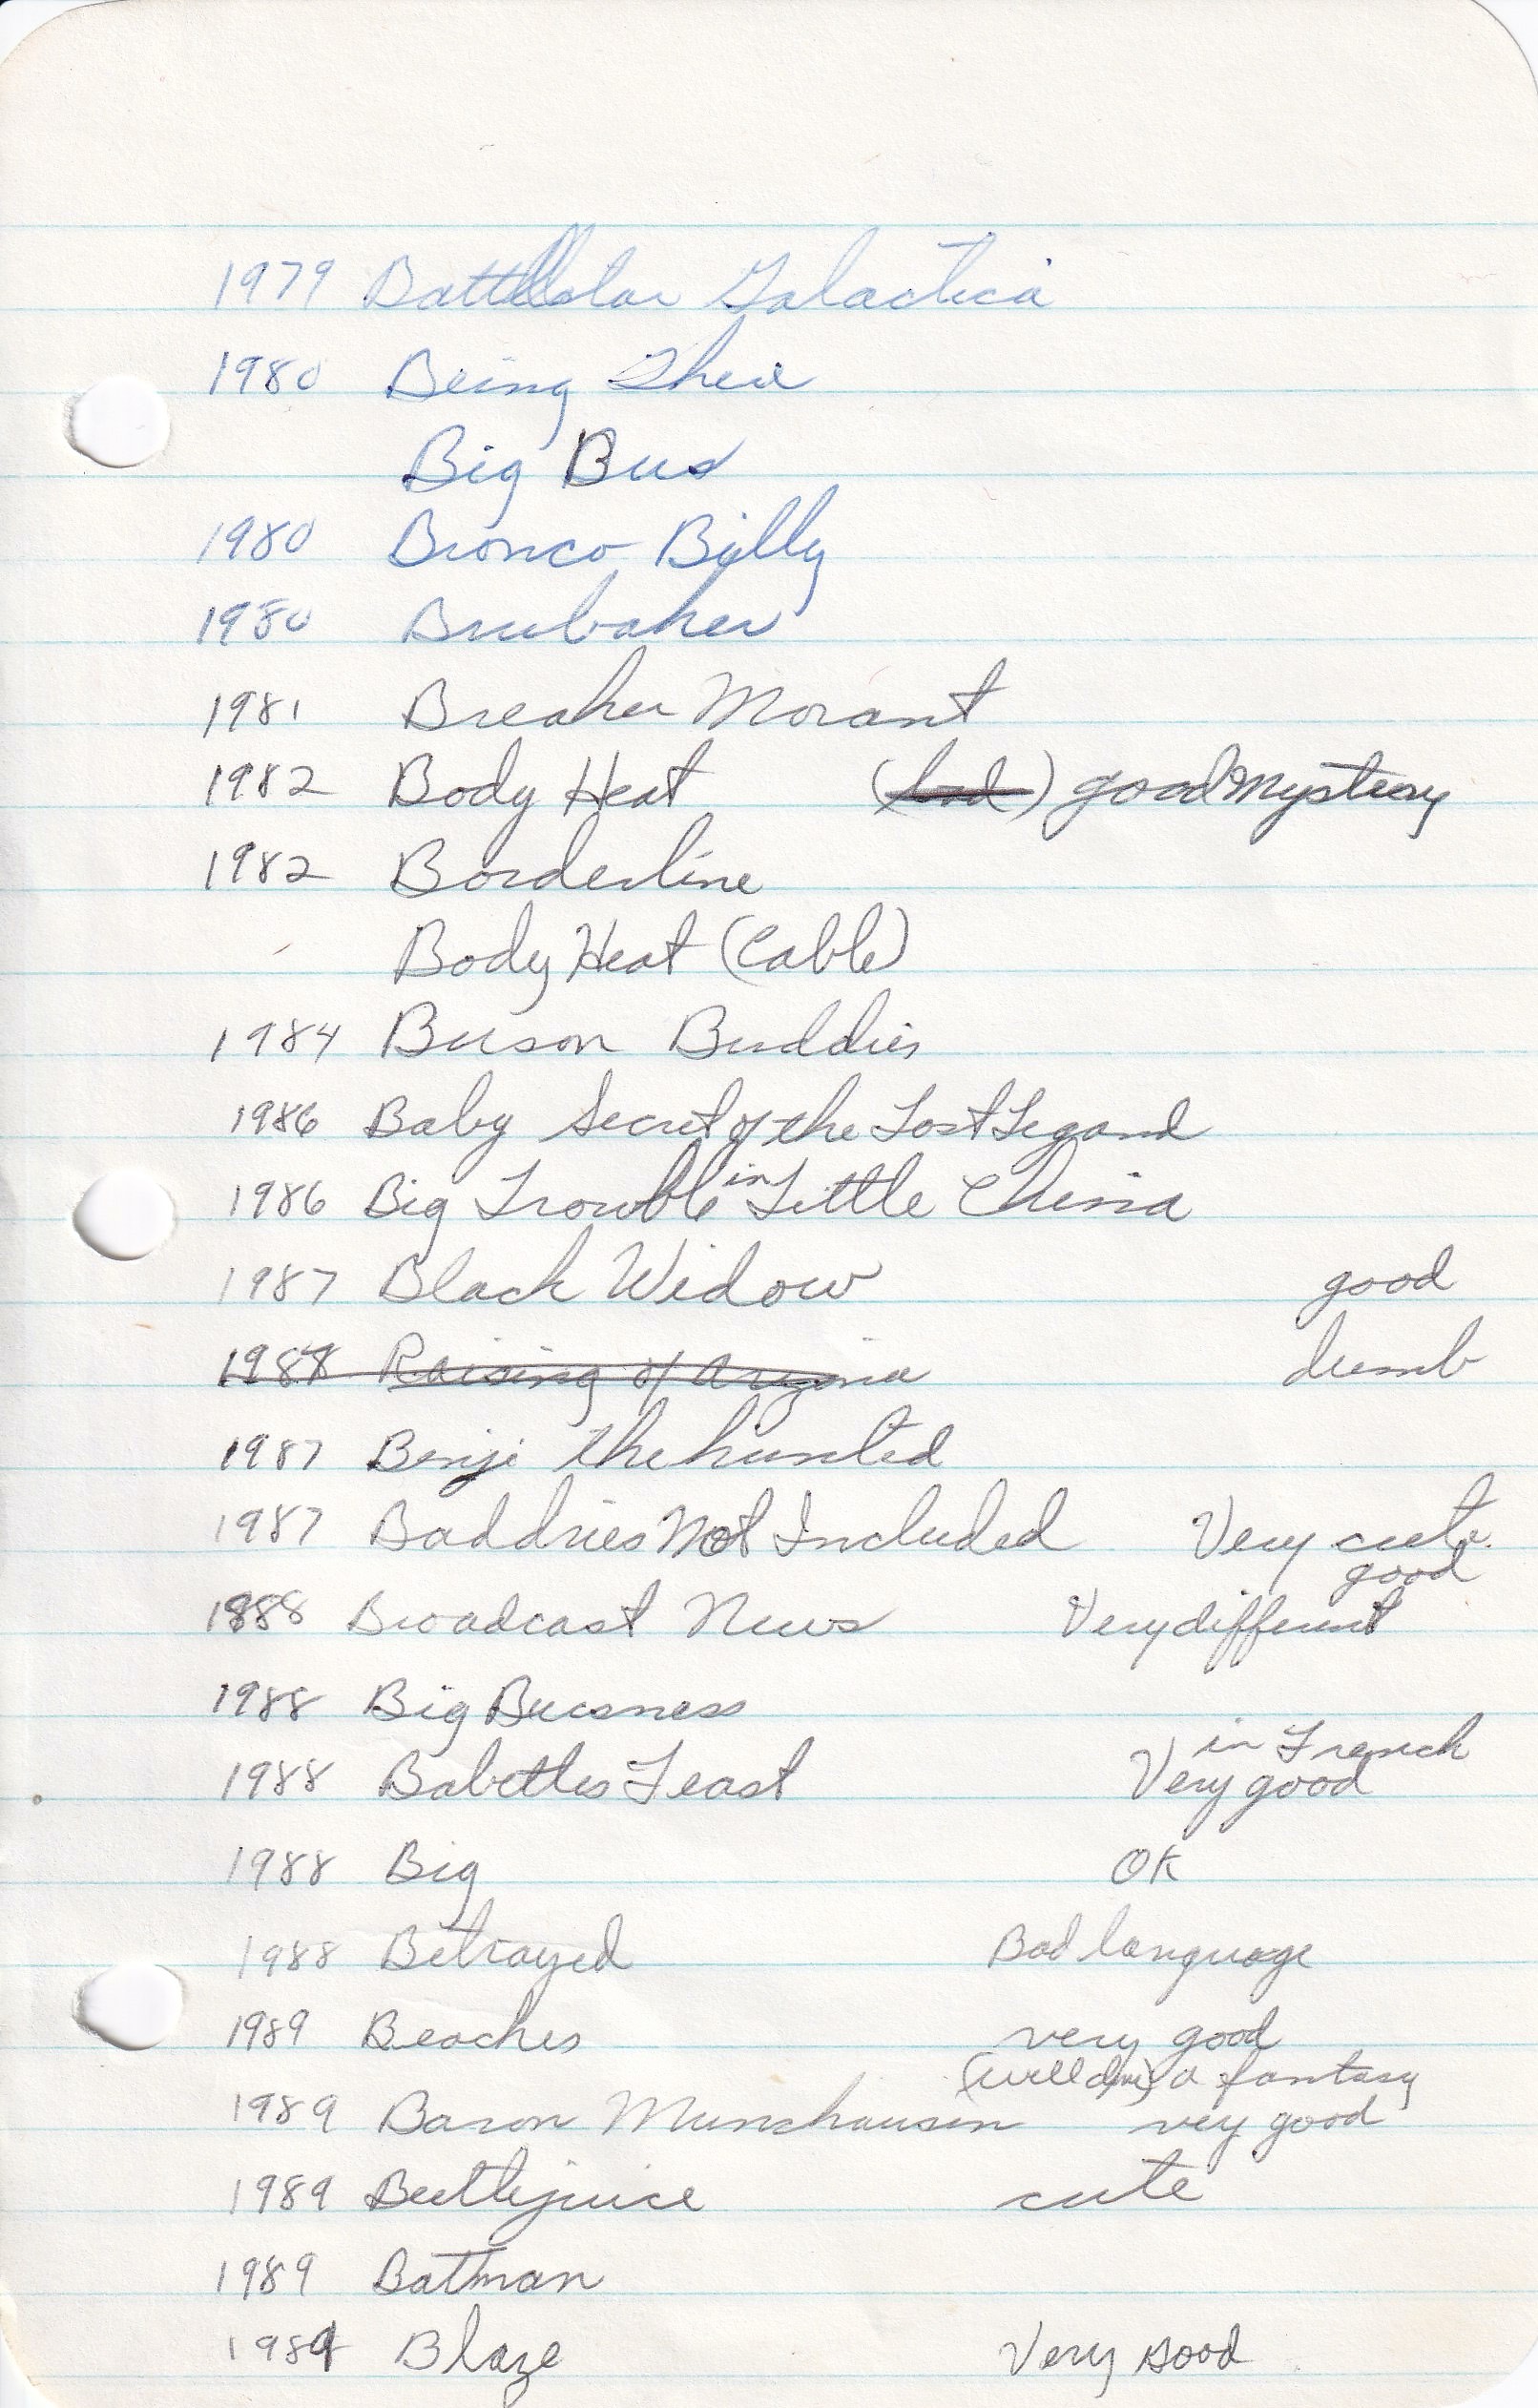 1979 Battlestar Galactica
1980 Being There
Big Bus
1980 Bronco Billy
1980 Brubaker
1981 Breaker Morant
1982 Body Heat (bad) good Mystery
1982 Borderline
Body Heat (Cable)
1984 Buson Buddies
1986 Baby Secret of the Lost Legand
1986 Big Trouble in Little China
1987 Black Widow good
1987 Raising of Arizona dumb
1987 Benji the hunted
1987 Baddries Not Included Very cute.
good
1988 Broadcast News Very different
1988 Big Busness
in French
1988 Babettes Feast Very good
1988 Big OK
1988 Betrayed Bad language
1989 Beaches very good
(well done) a fantasy
1989 Baron Munchausen very good
1989 Beetlejuice cute
1989 Batman
1989 Blaze Very good